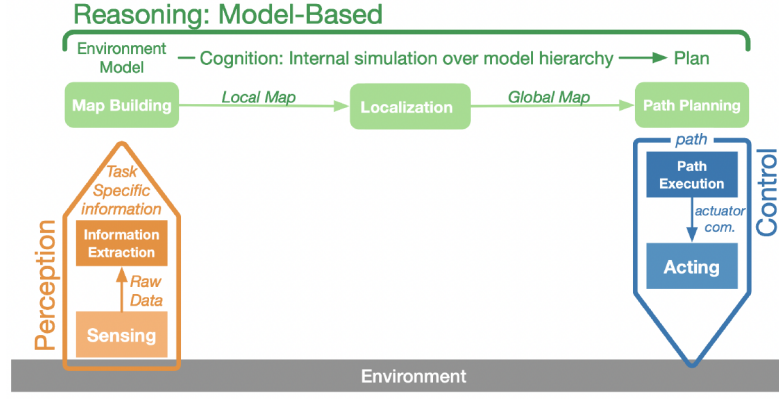 Reasoning: Model-Based
Environment
Model
Cognition: Internal simulation over model hierarchy
Plan
Map Building
Local Map
Localization
Global Map
Path Planning
Task
Specific
information
Information
Extraction
Raw
Data
Sensing
Perception
path
Path
Execution
actuator
com.
Acting
Control
Environment